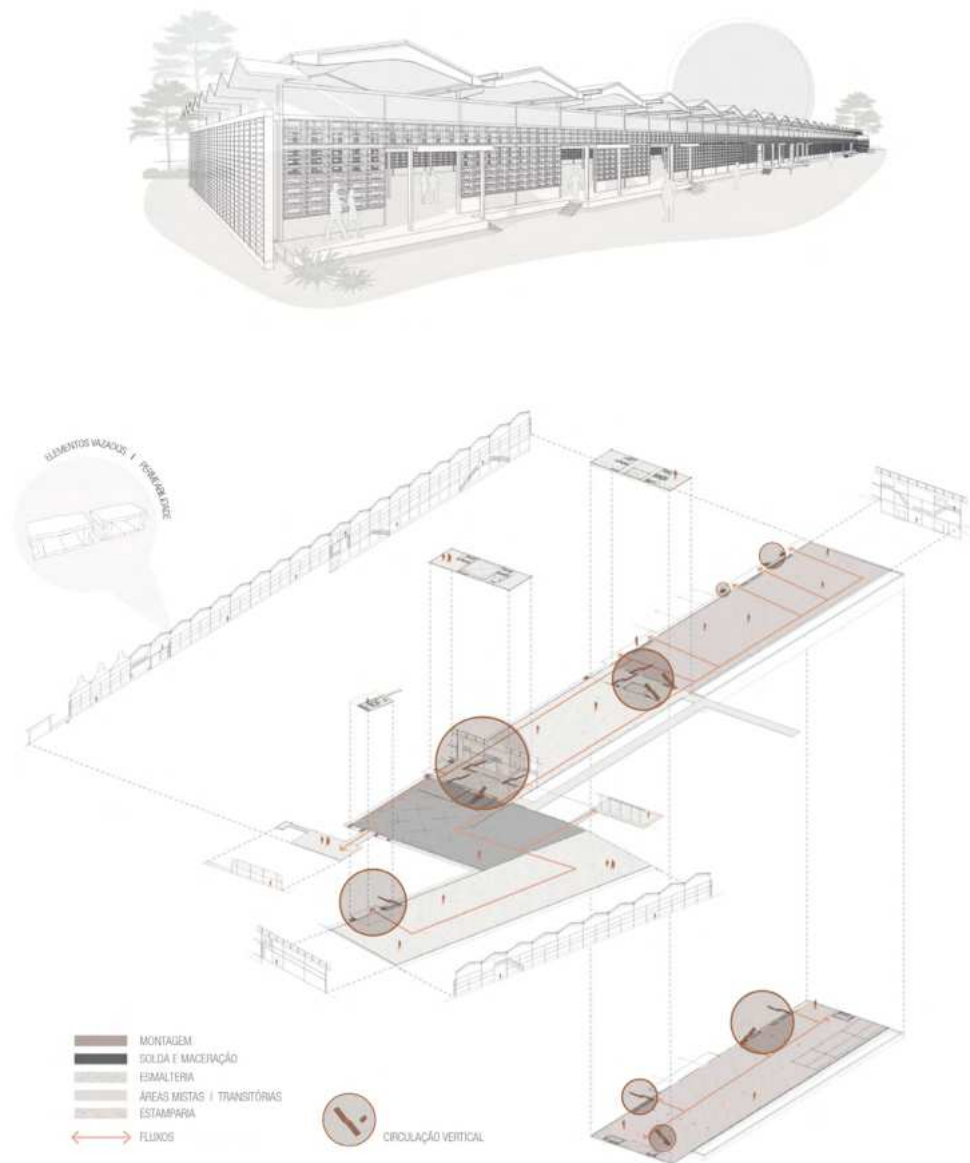 ELEMENTOS VAZADOS | PERMEABILIDADE
MONTAGEM
SOLDA E MACERAÇÃO
ESMALTERIA
ÁREAS MISTAS | TRANSITÓRIAS
ESTAMPARIA
FLUXOS
CIRCULAÇÃO VERTICAL